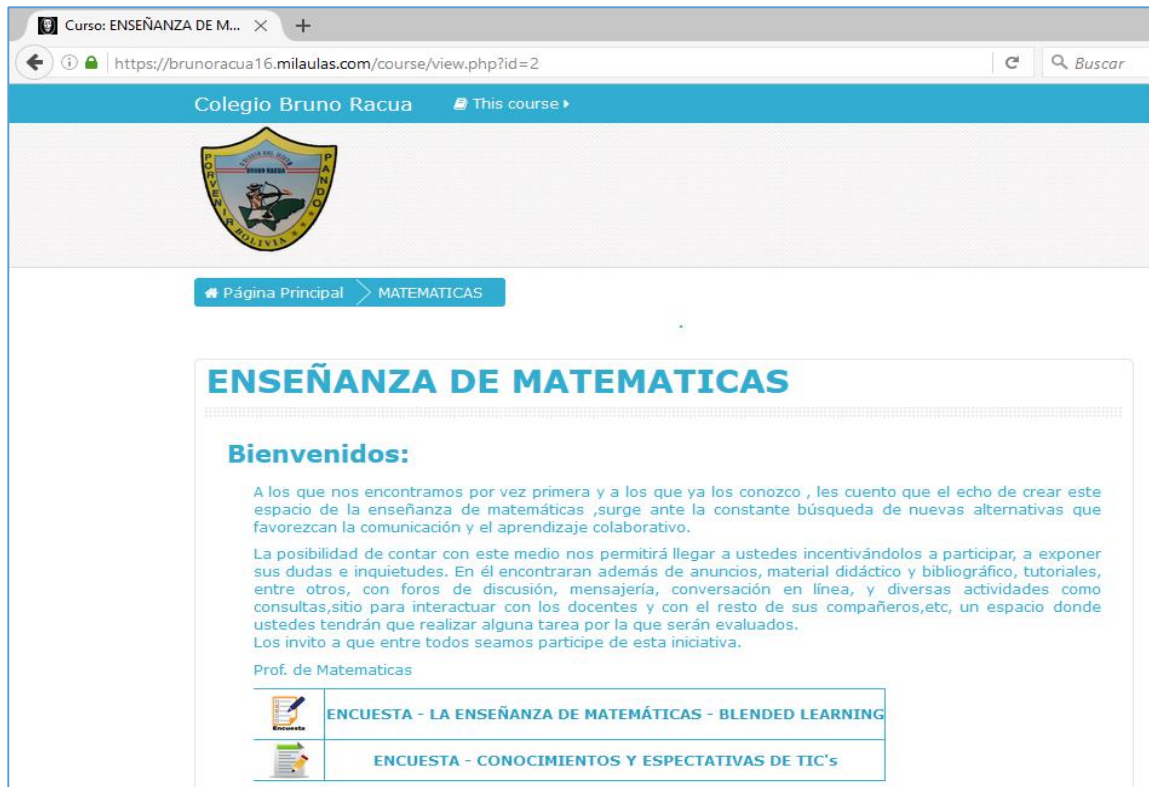 Curso: ENSEÑANZA DE M...
https://brunoracua16.milaulas.com/course/view.php?id=2
Buscar
Colegio Bruno Racua
This course
BRUNO RACUA
PORVENIR
PANDO
BOLIVIA
Página Principal
MATEMATICAS
ENSEÑANZA DE MATEMATICAS
Bienvenidos:
A los que nos encontramos por vez primera y a los que ya los conozco , les cuento que el echo de crear este
espacio de la enseñanza de matemáticas ,surge ante la constante búsqueda de nuevas alternativas que
favorezcan la comunicación y el aprendizaje colaborativo.
La posibilidad de contar con este medio nos permitirá llegar a ustedes incentivándolos a participar, a exponer
sus dudas e inquietudes. En él encontraran además de anuncios, material didáctico y bibliográfico, tutoriales,
entre otros, con foros de discusión, mensajería, conversación en línea, y diversas actividades como
consultas,sitio para interactuar con los docentes y con el resto de sus compañeros,etc, un espacio donde
ustedes tendrán que realizar alguna tarea por la que serán evaluados.
Los invito a que entre todos seamos participe de esta iniciativa.
Prof. de Matematicas
Encuesta
ENCUESTA - LA ENSEÑANZA DE MATEMÁTICAS - BLENDED LEARNING
ENCUESTA - CONOCIMIENTOS Y ESPECTATIVAS DE TIC's